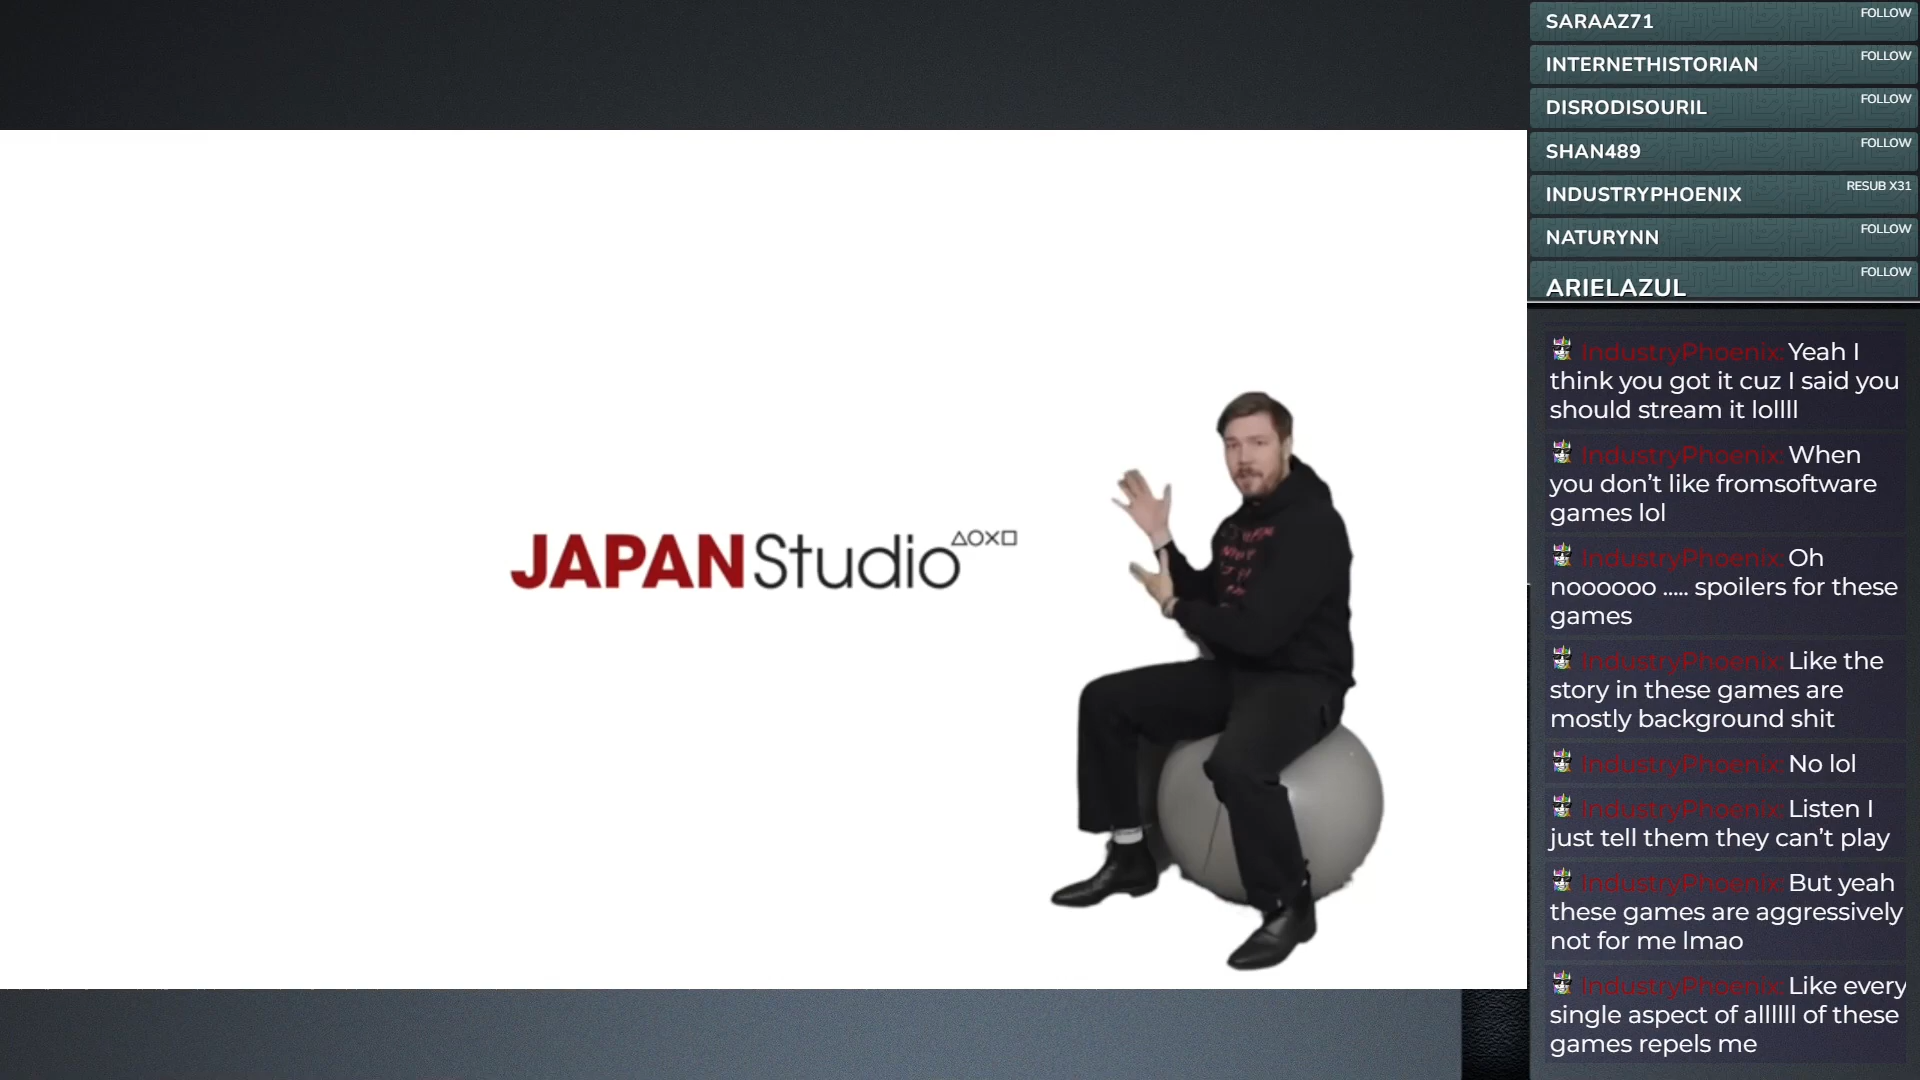 SARAAZ71
FOLLOW
INTERNETHISTORIAN
FOLLOW
DISRODISOURIL
FOLLOW
SHAN489
FOLLOW
INDUSTRYPHOENIX
RESUB X31
NATURYNN
FOLLOW
ARIELAZUL
FOLLOW
JAPAN Studio △○×□
IndustryPhoenix: Yeah I
think you got it cuz I said you
should stream it lollll
IndustryPhoenix: When
you don’t like fromsoftware
games lol
IndustryPhoenix: Oh
noooooo ..... spoilers for these
games
IndustryPhoenix: Like the
story in these games are
mostly background shit
IndustryPhoenix: No lol
IndustryPhoenix: Listen I
just tell them they can’t play
IndustryPhoenix: But yeah
these games are aggressively
not for me lmao
IndustryPhoenix: Like every
single aspect of allllll of these
games repels me